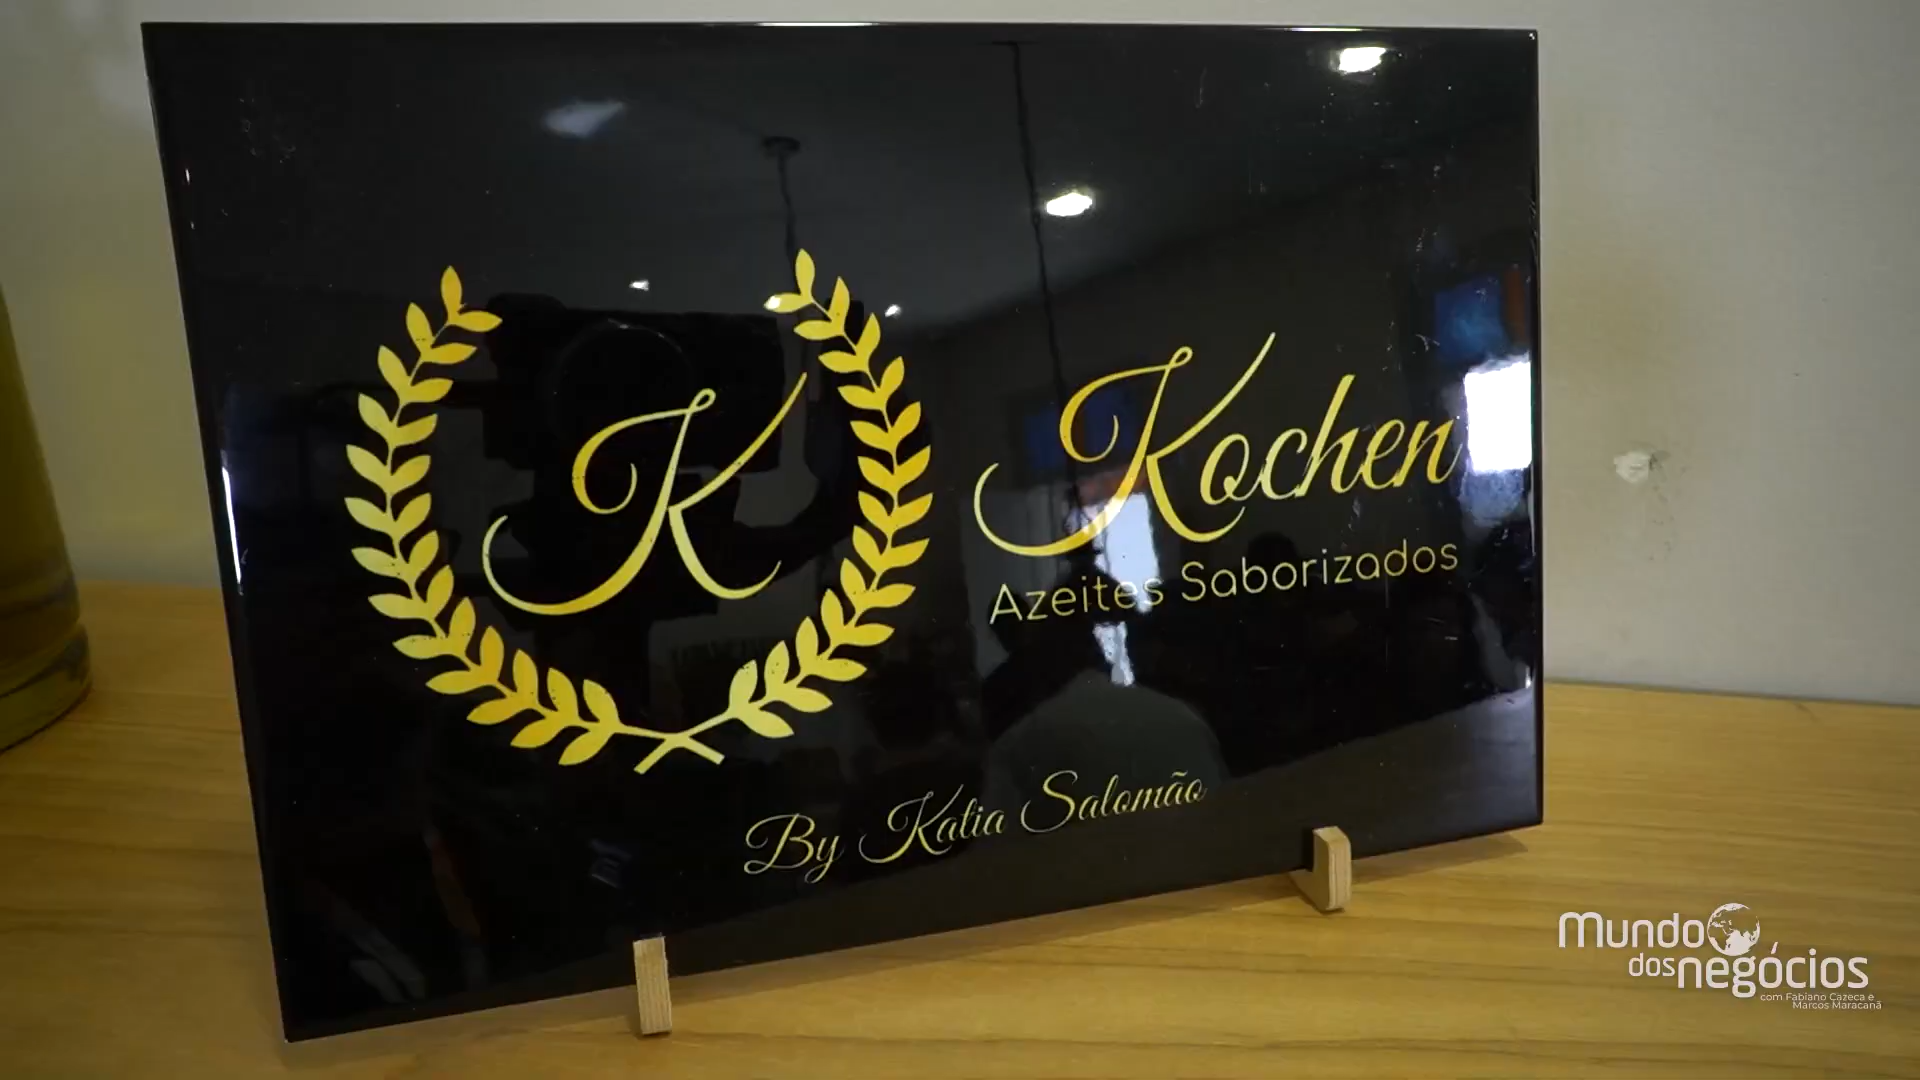 K
Kochen
Azeites Saborizados
By Katia Salomão
Mundo
dos negócios
com Fabiano Cazeca e
Marcos Maracanã